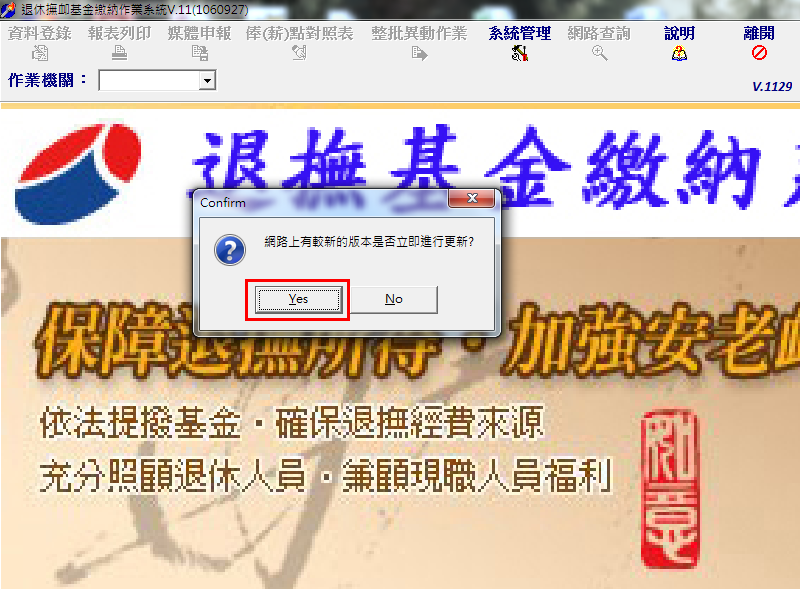 退休撫卹基金繳納作業系統V.11(1060927)
資料登錄 報表列印 媒體申報 俸(薪)點對照表 整批異動作業 系統管理 網路查詢 說明 離開
作業機關：
V.1129
退撫基金繳納
Confirm
網路上有較新的版本是否立即進行更新?
Yes No
保障退撫所得・加強安老
依法提撥基金・確保退撫經費來源
充分照顧退休人員・兼顧現職人員福利
如意